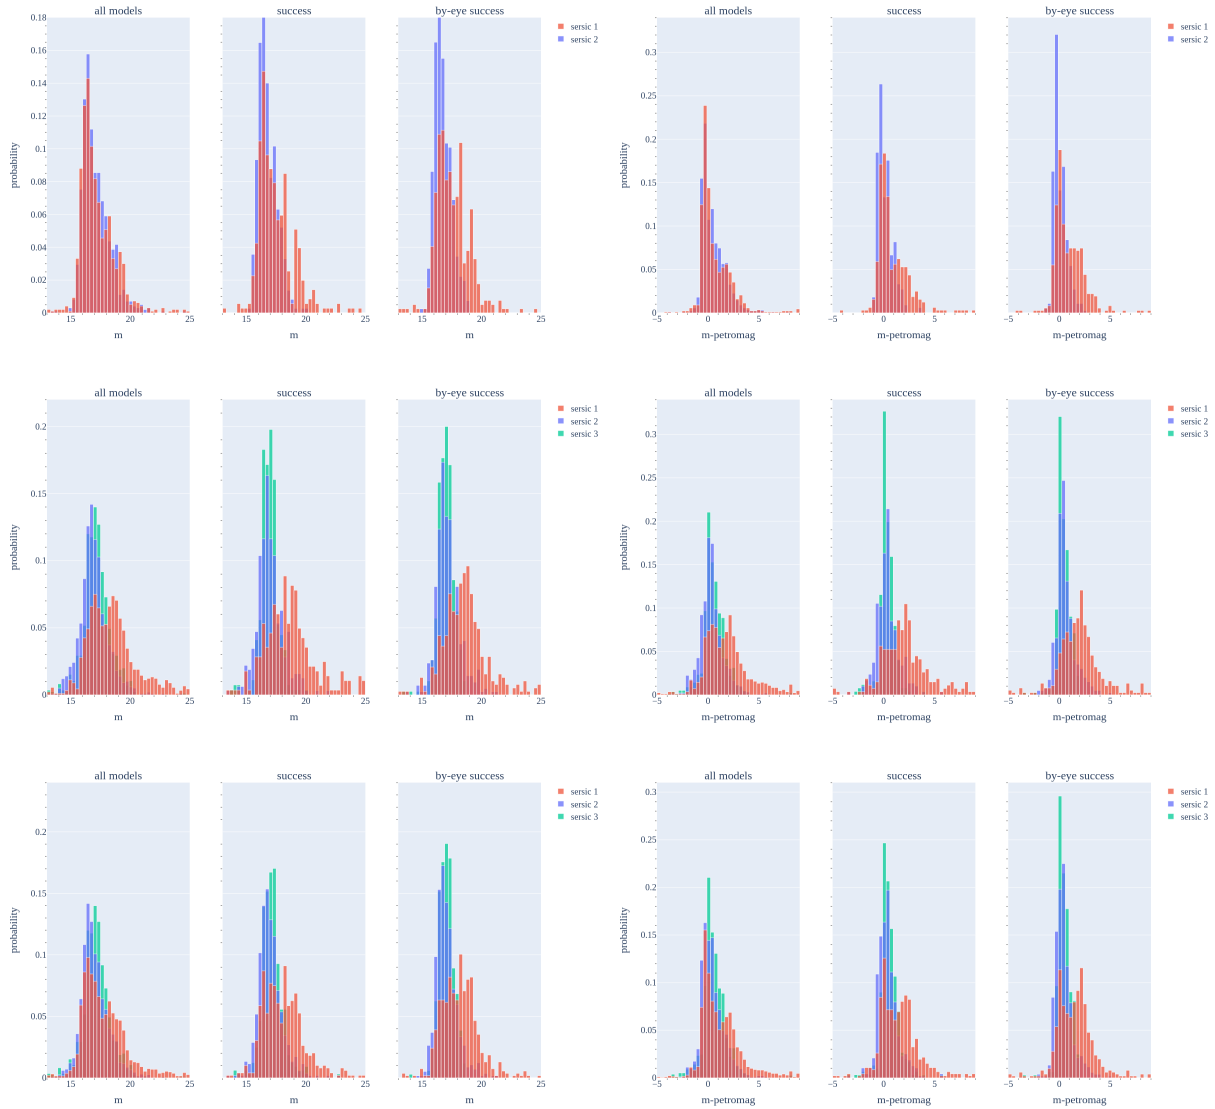 all models success by-eye success
sersic 1
sersic 2
0.18
0.16
0.14
0.12
0.1
0.08
0.06
0.04
0.02
0
probability
15 20 15 20 25 15 20 25
m m m
all models success by-eye success
sersic 1
sersic 2
0.3
0.25
0.2
0.15
0.1
0.05
0
probability
−5 0 5 −5 0 5 −5 0 5
m-petromag m-petromag m-petromag
all models success by-eye success
sersic 1
sersic 2
sersic 3
0.2
0.15
0.1
0.05
0
probability
15 20 25 15 20 25 15 20 25
m m m
all models success by-eye success
sersic 1
sersic 2
sersic 3
0.3
0.25
0.2
0.15
0.1
0.05
0
probability
−5 0 5 −5 0 5 −5 0 5
m-petromag m-petromag m-petromag
all models success by-eye success
sersic 1
sersic 2
sersic 3
0.2
0.15
0.1
0.05
0
probability
15 20 25 15 20 25 15 20 25
m m m
all models success by-eye success
sersic 1
sersic 2
sersic 3
0.3
0.25
0.2
0.15
0.1
0.05
0
probability
−5 0 5 −5 0 5 −5 0 5
m-petromag m-petromag m-petromag